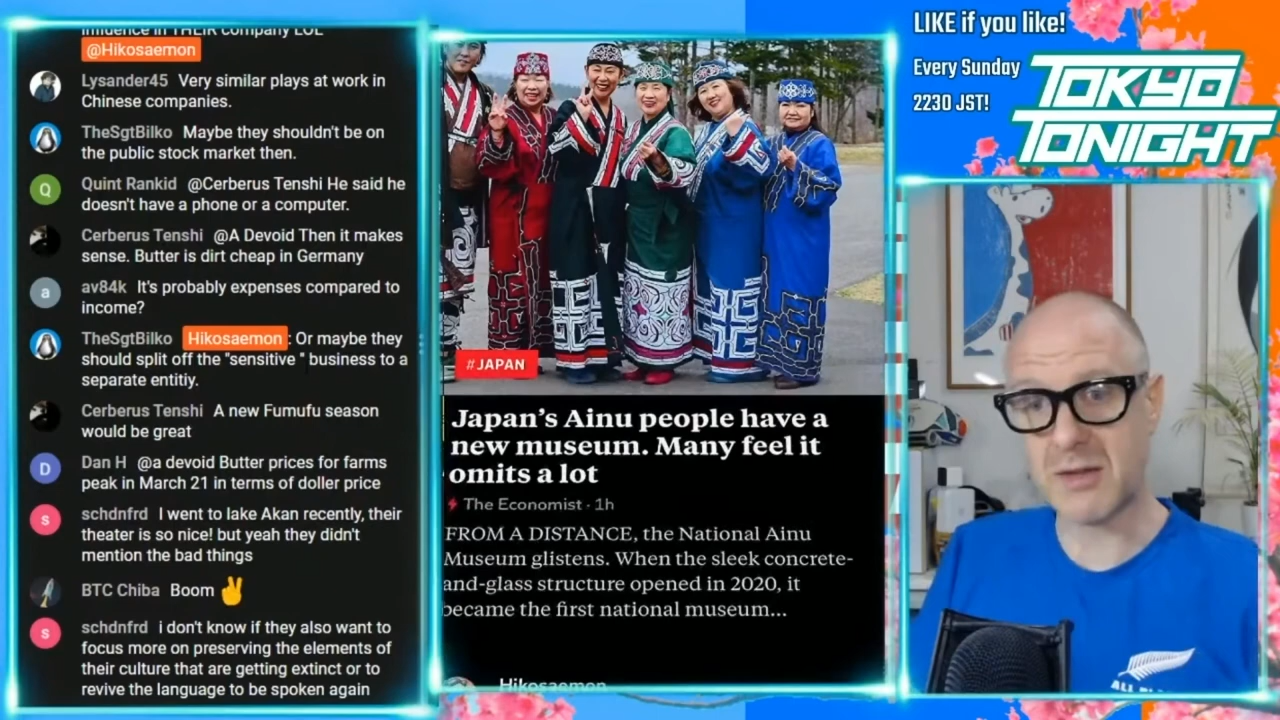 influence in THEIR company LOL
@Hikosaemon
Lysander45 Very similar plays at work in
Chinese companies.
TheSgtBilko Maybe they shouldn't be on
the public stock market then.
Q
Quint Rankid @Cerberus Tenshi He said he
doesn't have a phone or a computer.
Cerberus Tenshi @A Devoid Then it makes
sense. Butter is dirt cheap in Germany
a
av84k It's probably expenses compared to
income?
TheSgtBilko Hikosaemon: Or maybe they
should split off the "sensitive " business to a
separate entitiy.
Cerberus Tenshi A new Fumufu season
would be great
D
Dan H @a devoid Butter prices for farms
peak in March 21 in terms of doller price
s
schdnfrd I went to lake Akan recently, their
theater is so nice! but yeah they didn't
mention the bad things
BTC Chiba Boom
s
schdnfrd i don't know if they also want to
focus more on preserving the elements of
their culture that are getting extinct or to
revive the language to be spoken again
#JAPAN
Japan's Ainu people have a
new museum. Many feel it
omits a lot
The Economist · 1h
FROM A DISTANCE, the National Ainu
Museum glistens. When the sleek concrete-
and-glass structure opened in 2020, it
became the first national museum...
Hikosaemon
LIKE if you like!
Every Sunday
2230 JST!
TOKYO
TONIGHT